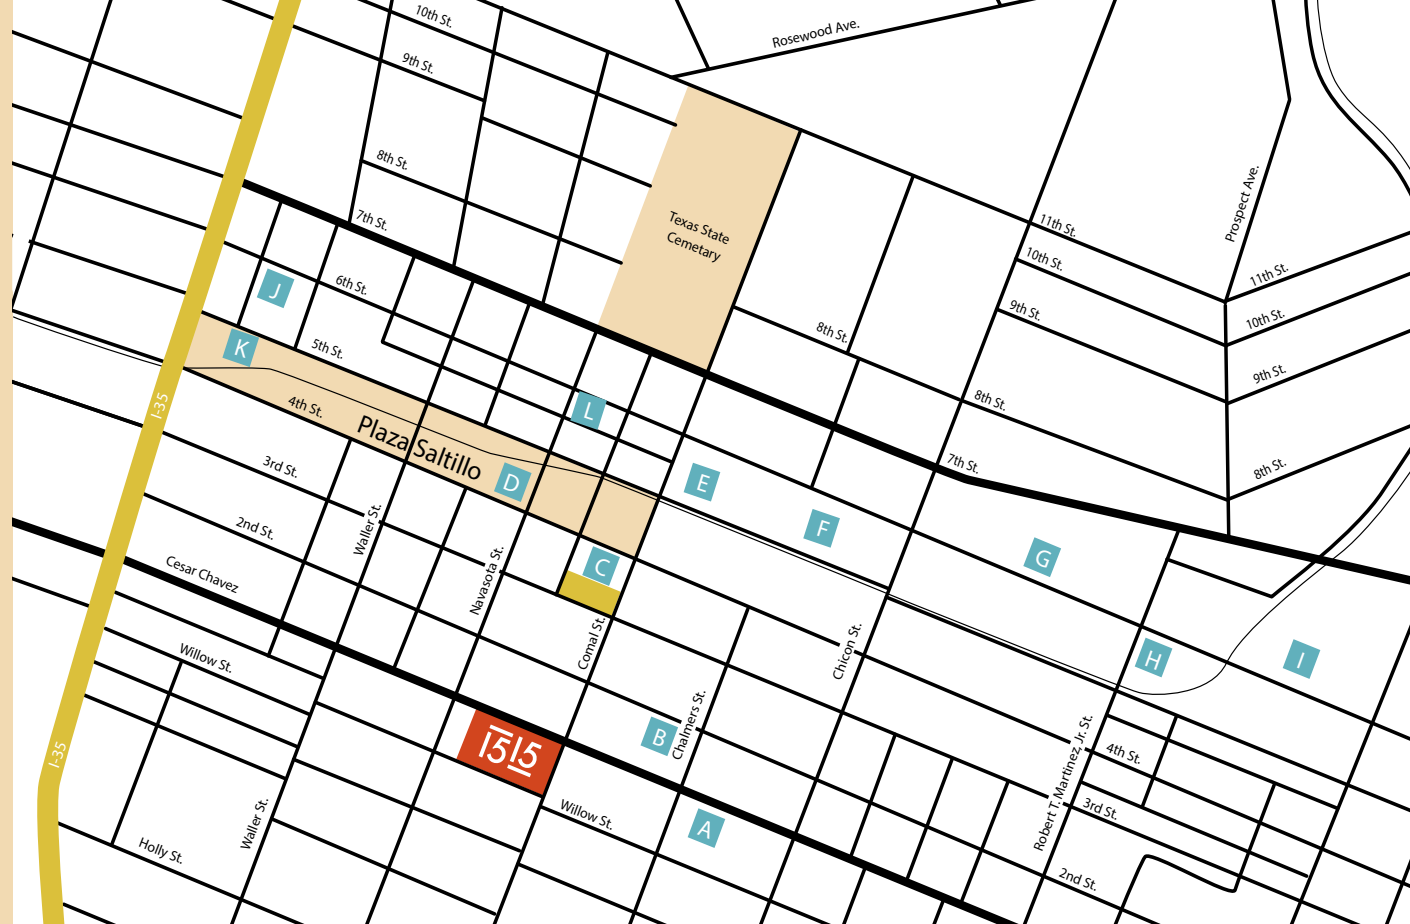 10th St.
Rosewood Ave.
9th St.
8th St.
7th St.
Texas State
Cemetery
Prospect Ave.
11th St.
10th St.
9th St.
11th St.
10th St.
9th St.
8th St.
6th St.
J
K
5th St.
8th St.
8th St.
I-35
4th St.
L
Plaza Saltillo
D
E
7th St.
3rd St.
F
2nd St.
Waller St.
G
Cesar Chavez
Navasota St.
C
Comal St.
Chicon St.
H
I
Willow St.
B
Chalmers St.
1515
I-35
4th St.
Robert T. Martinez, Jr. St.
Waller St.
Willow St.
A
3rd St.
Holly St.
2nd St.